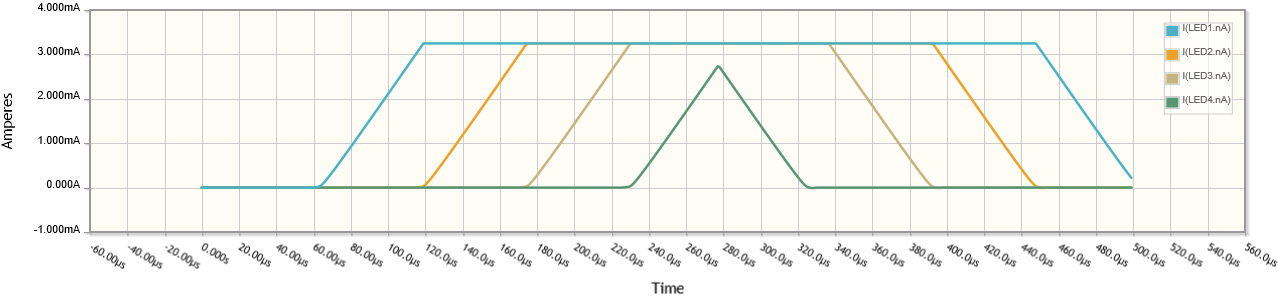 4.000mA
3.000mA
2.000mA
1.000mA
0.000A
-1.000mA
Amperes
I(LED1.nA)
I(LED2.nA)
I(LED3.nA)
I(LED4.nA)
-60.00µs
-40.00µs
-20.00µs
0.000s
20.00µs
40.00µs
60.00µs
80.00µs
100.0µs
120.0µs
140.0µs
160.0µs
180.0µs
200.0µs
220.0µs
240.0µs
260.0µs
280.0µs
300.0µs
320.0µs
340.0µs
360.0µs
380.0µs
400.0µs
420.0µs
440.0µs
460.0µs
480.0µs
500.0µs
520.0µs
540.0µs
560.0µs
Time